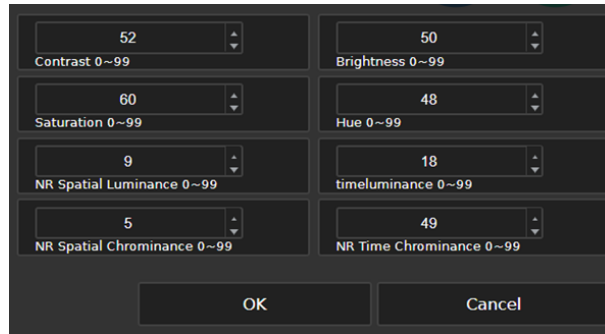 52
50
Contrast 0~99
Brightness 0~99
60
48
Saturation 0~99
Hue 0~99
9
18
NR Spatial Luminance 0~99
timeluminance 0~99
5
49
NR Spatial Chrominance 0~99
NR Time Chrominance 0~99
OK
Cancel